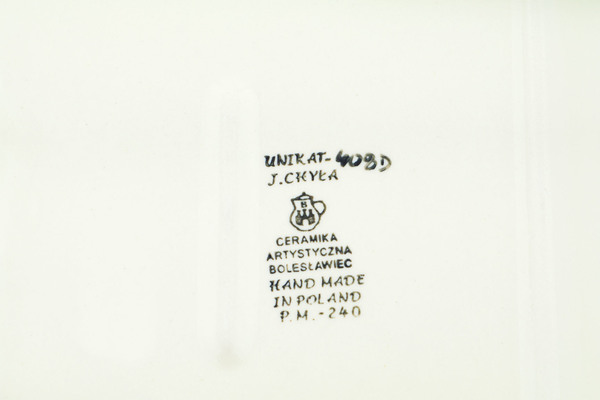 UNIKAT-408D
J.CHYŁA
B
CERAMIKA
ARTYSTYCZNA
BOLESŁAWIEC
HAND MADE
IN POLAND
P.M.-240